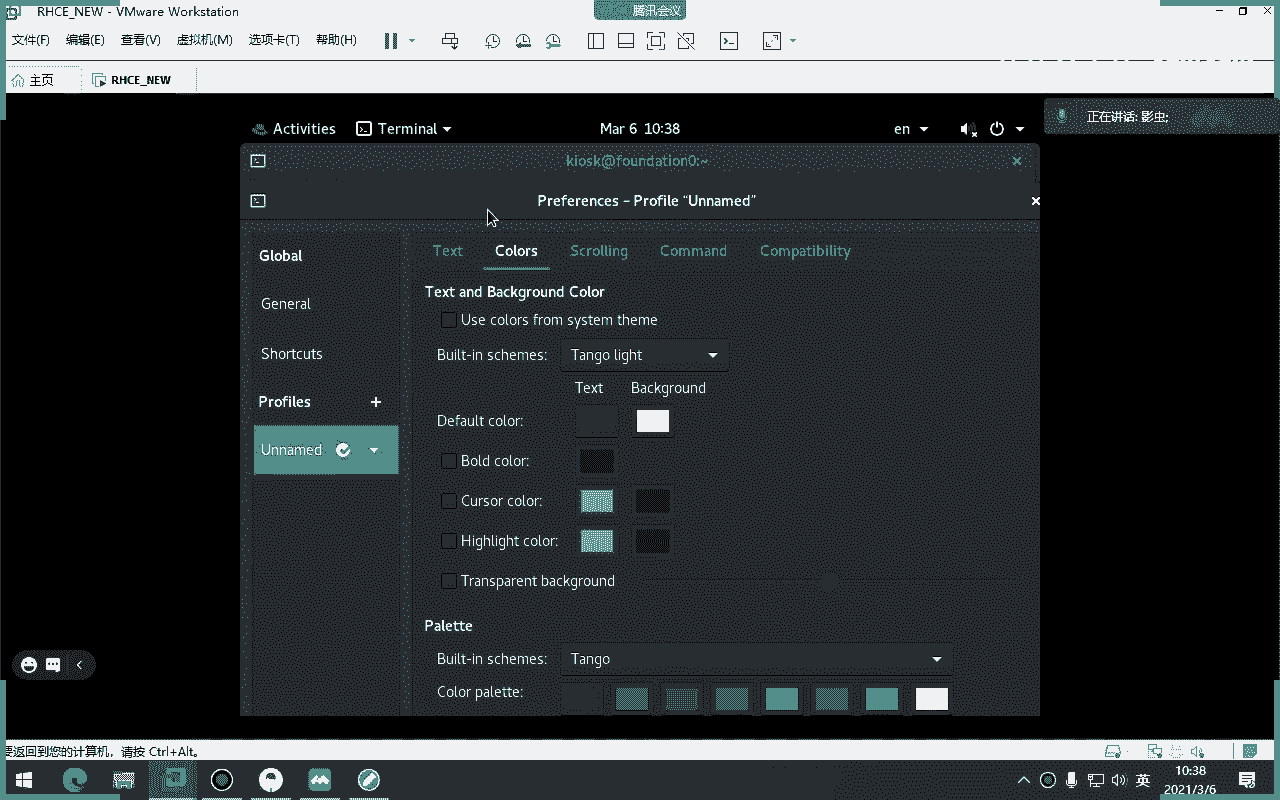 RHCE_NEW - VMware Workstation
腾讯会议
文件(F) 编辑(E) 查看(V) 虚拟机(M) 选项卡(T) 帮助(H)
主页 RHCE_NEW
正在讲话: 影虫;
Activities Terminal Mar 6 10:38 en
kiosk@foundation0:~
Preferences – Profile “Unnamed”
Global
General
Shortcuts
Profiles +
Unnamed
Text Colors Scrolling Command Compatibility
Text and Background Color
Use colors from system theme
Built-in schemes: Tango light
Text Background
Default color:
Bold color:
Cursor color:
Highlight color:
Transparent background
Palette
Built-in schemes: Tango
Color palette:
要返回到您的计算机，请按 Ctrl+Alt。
英
10:38
2021/3/6